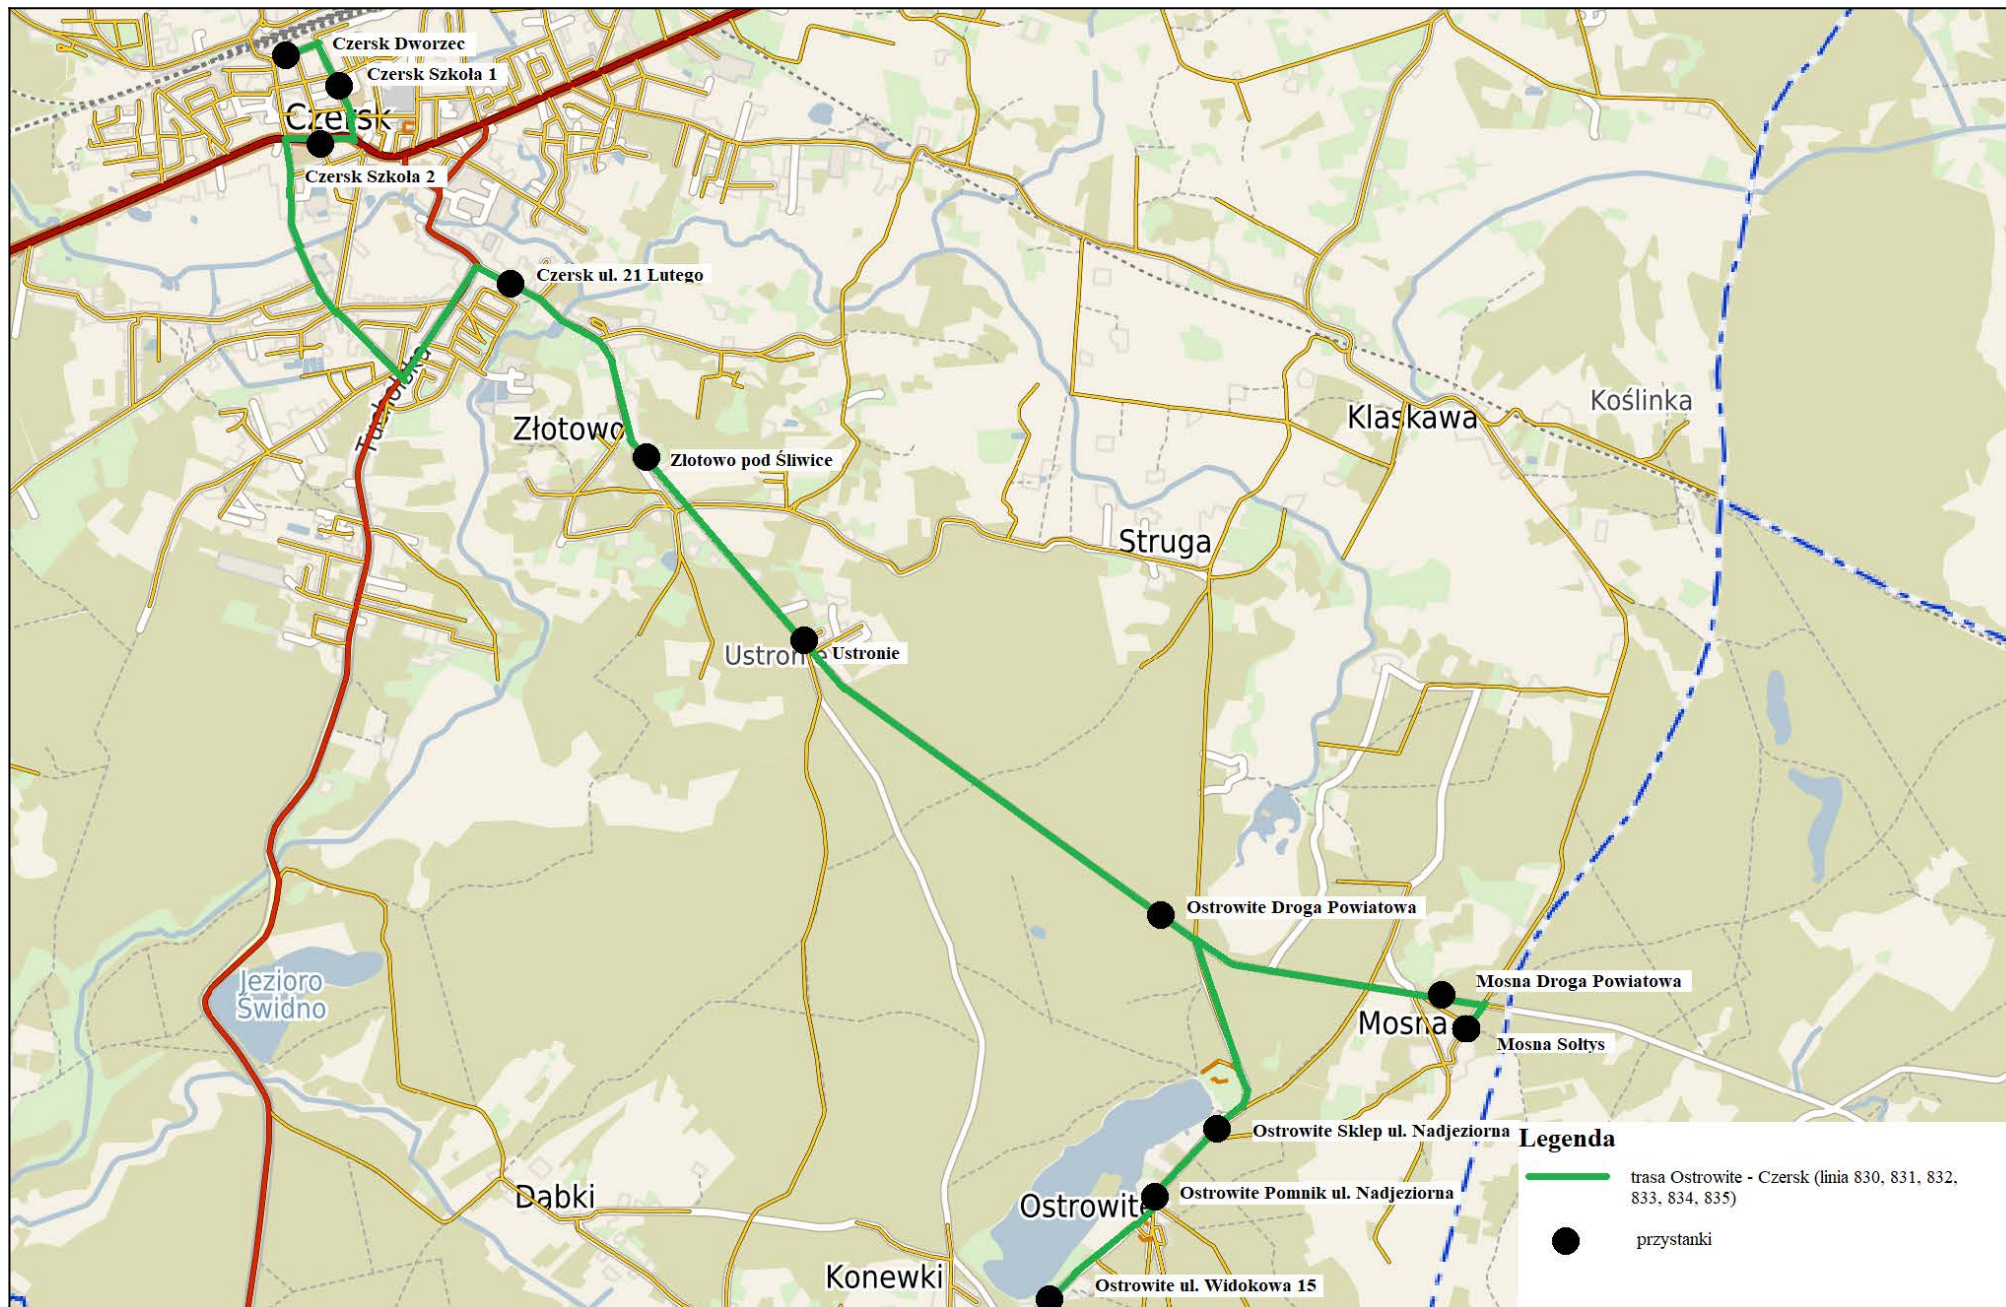 Czersk Dworzec
Czersk Szkoła 1
Czersk
Czersk Szkoła 2
Czersk ul. 21 Lutego
Tucholska
Złotowo
Złotowo pod Śliwice
Koślinka
Klaskawa
Struga
Ustronie
Ustronie
Ostrowite Droga Powiatowa
Jezioro
Świdno
Mosna Droga Powiatowa
Mosna
Mosna Sołtys
Ostrowite Sklep ul. Nadjeziorna
Legenda
trasa Ostrowite - Czersk (linia 830, 831, 832,
833, 834, 835)
przystanki
Dąbki
Ostrowite
Ostrowite Pomnik ul. Nadjeziorna
Konewki
Ostrowite ul. Widokowa 15